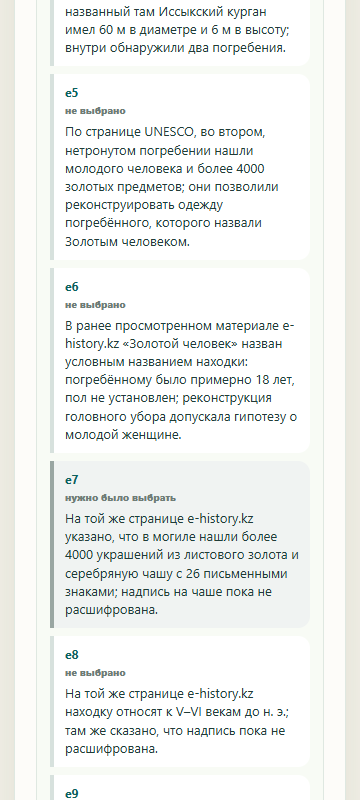 названный там Иссыкский курган
имел 60 м в диаметре и 6 м в высоту;
внутри обнаружили два погребения.
e5
не выбрано
По странице UNESCO, во втором,
нетронутом погребении нашли
молодого человека и более 4000
золотых предметов; они позволили
реконструировать одежду
погребённого, которого назвали
Золотым человеком.
e6
не выбрано
В ранее просмотренном материале e-
history.kz «Золотой человек» назван
условным названием находки:
погребённому было примерно 18 лет,
пол не установлен; реконструкция
головного убора допускала гипотезу о
молодой женщине.
e7
нужно было выбрать
На той же странице e-history.kz
указано, что в могиле нашли более
4000 украшений из листового золота и
серебряную чашу с 26 письменными
знаками; надпись на чаше пока не
расшифрована.
e8
не выбрано
На той же странице e-history.kz
находку относят к V–VI векам до н. э.;
там же сказано, что надпись пока не
расшифрована.
e9